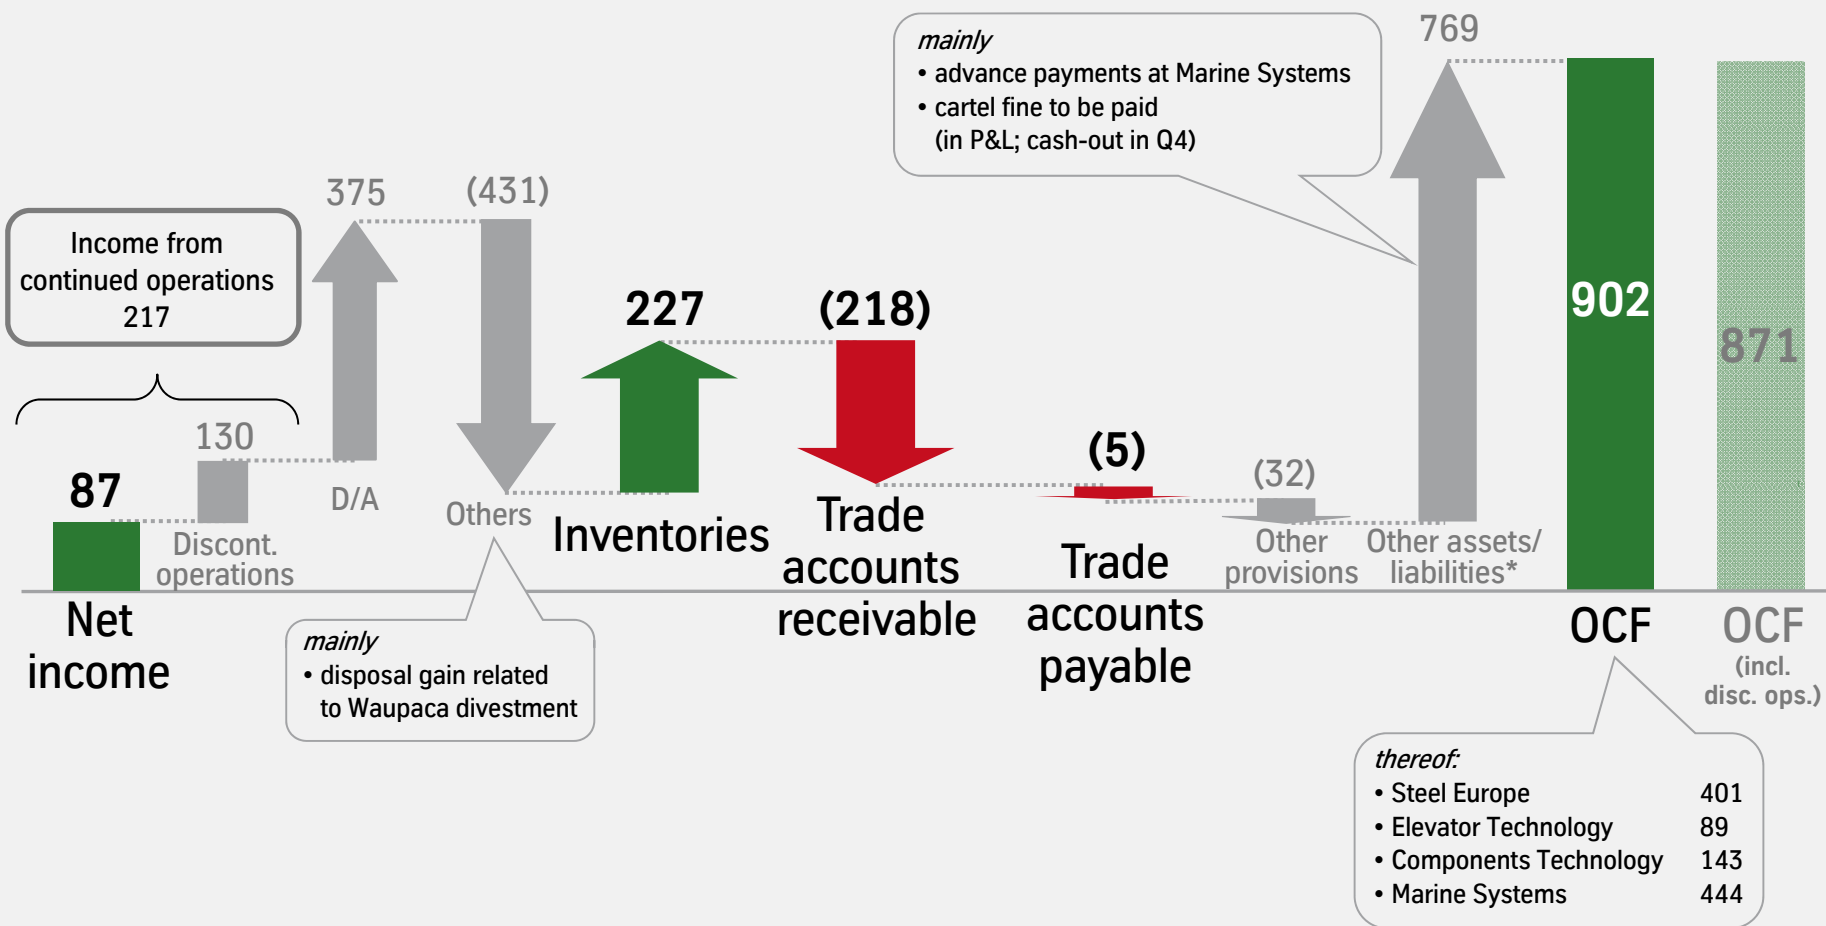 mainly
• advance payments at Marine Systems
• cartel fine to be paid
(in P&L; cash-out in Q4)
769
375
(431)
Income from
continued operations
217
227
(218)
902
871
130
87
(5)
(32)
D/A
Others
Discont.
operations
Inventories
Trade
accounts
receivable
Trade
accounts
payable
Other
provisions
Other assets/
liabilities*
Net
income
OCF
OCF
(incl.
disc. ops.)
mainly
• disposal gain related
to Waupaca divestment
thereof:
• Steel Europe 401
• Elevator Technology 89
• Components Technology 143
• Marine Systems 444